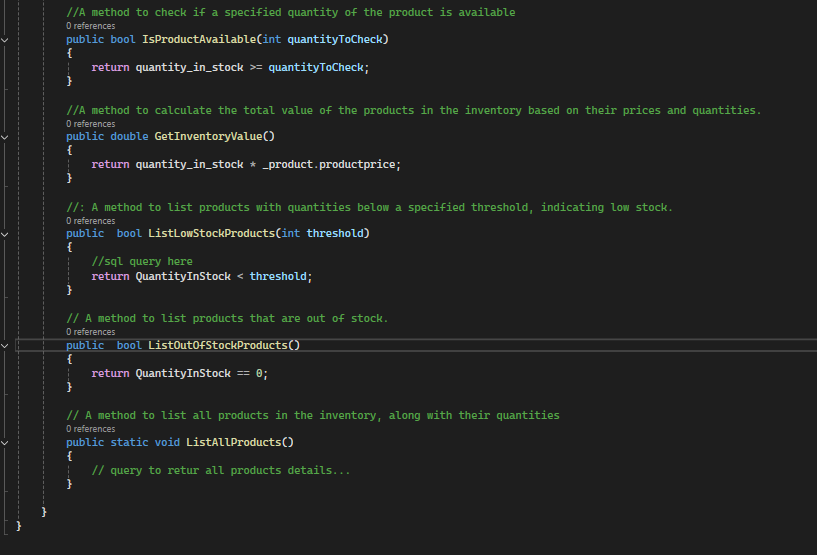 //A method to check if a specified quantity of the product is available
0 references
public bool IsProductAvailable(int quantityToCheck)
{
return quantity_in_stock >= quantityToCheck;
}
//A method to calculate the total value of the products in the inventory based on their prices and quantities.
0 references
public double GetInventoryValue()
{
return quantity_in_stock * _product.productprice;
}
//: A method to list products with quantities below a specified threshold, indicating low stock.
0 references
public  bool ListLowStockProducts(int threshold)
{
//sql query here
return QuantityInStock < threshold;
}
// A method to list products that are out of stock.
0 references
public  bool ListOutOfStockProducts()
{
return QuantityInStock == 0;
}
// A method to list all products in the inventory, along with their quantities
0 references
public static void ListAllProducts()
{
// query to retur all products details...
}
}
}